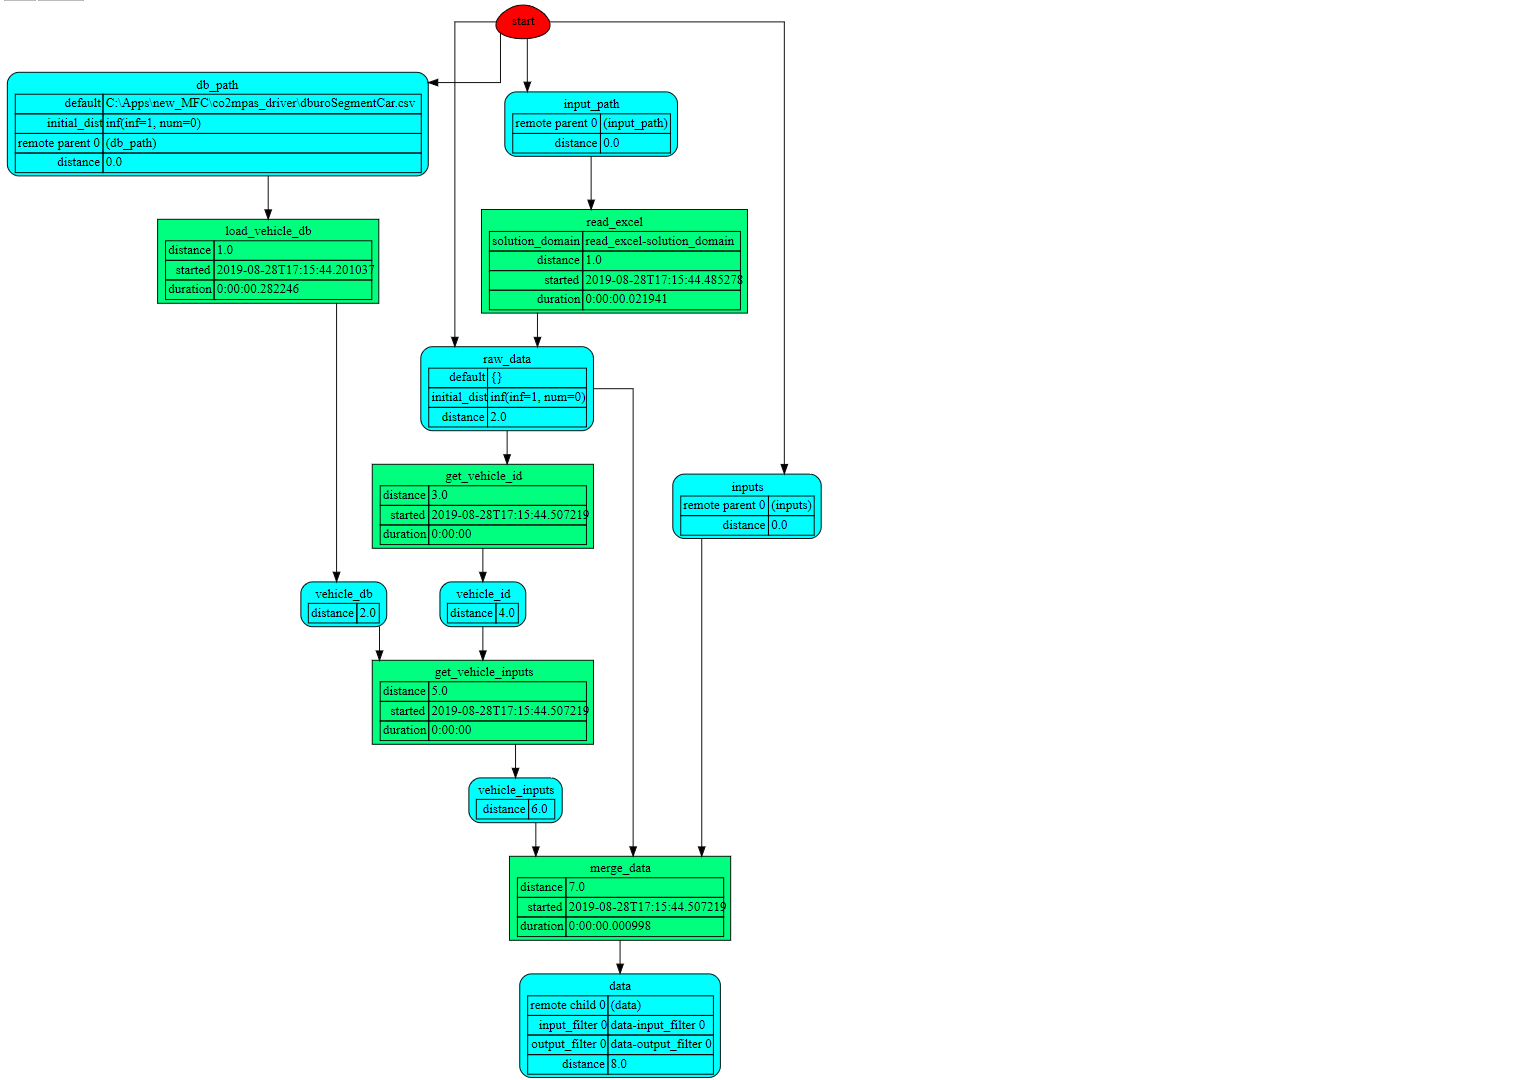 start
db_path
default C:\Apps\new_MFC\co2mpas_driver\dburoSegmentCar.csv
initial_dist inf(inf=1, num=0)
remote parent 0 (db_path)
distance 0.0
input_path
remote parent 0 (input_path)
distance 0.0
load_vehicle_db
distance 1.0
started 2019-08-28T17:15:44.201037
duration 0:00:00.282246
read_excel
solution_domain read_excel-solution_domain
distance 1.0
started 2019-08-28T17:15:44.485278
duration 0:00:00.021941
raw_data
default {}
initial_dist inf(inf=1, num=0)
distance 2.0
get_vehicle_id
distance 3.0
started 2019-08-28T17:15:44.507219
duration 0:00:00
inputs
remote parent 0 (inputs)
distance 0.0
vehicle_db
distance 2.0
vehicle_id
distance 4.0
get_vehicle_inputs
distance 5.0
started 2019-08-28T17:15:44.507219
duration 0:00:00
vehicle_inputs
distance 6.0
merge_data
distance 7.0
started 2019-08-28T17:15:44.507219
duration 0:00:00.000998
data
remote child 0 (data)
input_filter 0 data-input_filter 0
output_filter 0 data-output_filter 0
distance 8.0